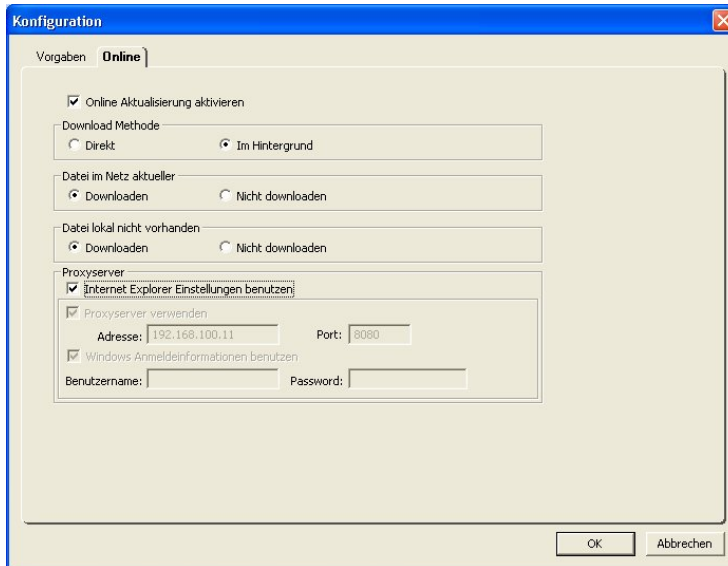 Konfiguration
Vorgaben Online
Online Aktualisierung aktivieren
Download Methode
Direkt Im Hintergrund
Datei im Netz aktueller
Downloaden Nicht downloaden
Datei lokal nicht vorhanden
Downloaden Nicht downloaden
Proxyserver
Internet Explorer Einstellungen benutzen
Proxyserver verwenden
Adresse: 192.168.100.11 Port: 8080
Windows Anmeldeinformationen benutzen
Benutzername: Password:
OK Abbrechen